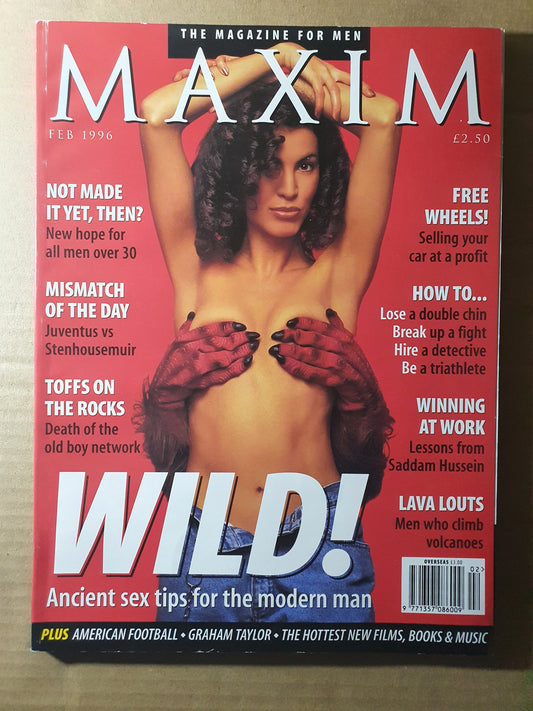 THE MAGAZINE FOR MEN
MAXIM
FEB 1996
£2.50
NOT MADE
IT YET, THEN?
New hope for
all men over 30
MISMATCH
OF THE DAY
Juventus vs
Stenhousemuir
TOFFS ON
THE ROCKS
Death of the
old boy network
FREE
WHEELS!
Selling your
car at a profit
HOW TO...
Lose a double chin
Break up a fight
Hire a detective
Be a triathlete
WINNING
AT WORK
Lessons from
Saddam Hussein
LAVA LOUTS
Men who climb
volcanoes
WILD!
Ancient sex tips for the modern man
OVERSEAS £3.00
02
9 771357 086009
PLUS AMERICAN FOOTBALL • GRAHAM TAYLOR • THE HOTTEST NEW FILMS, BOOKS & MUSIC